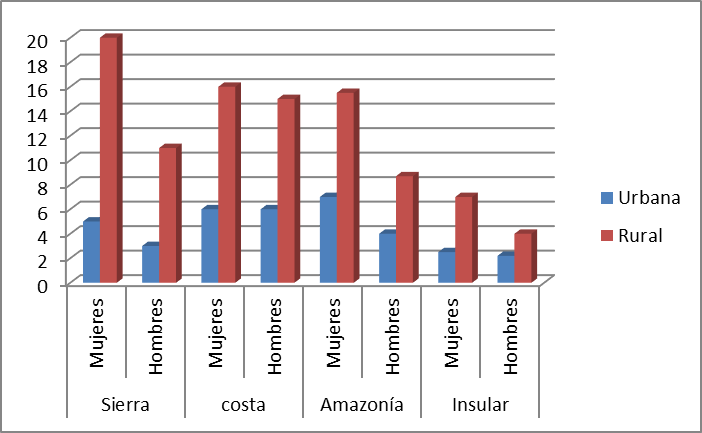 20
18
16
14
12
10
8
6
4
2
0
Urbana
Rural
Mujeres
Hombres
Mujeres
Hombres
Mujeres
Hombres
Mujeres
Hombres
Sierra
costa
Amazonía
Insular